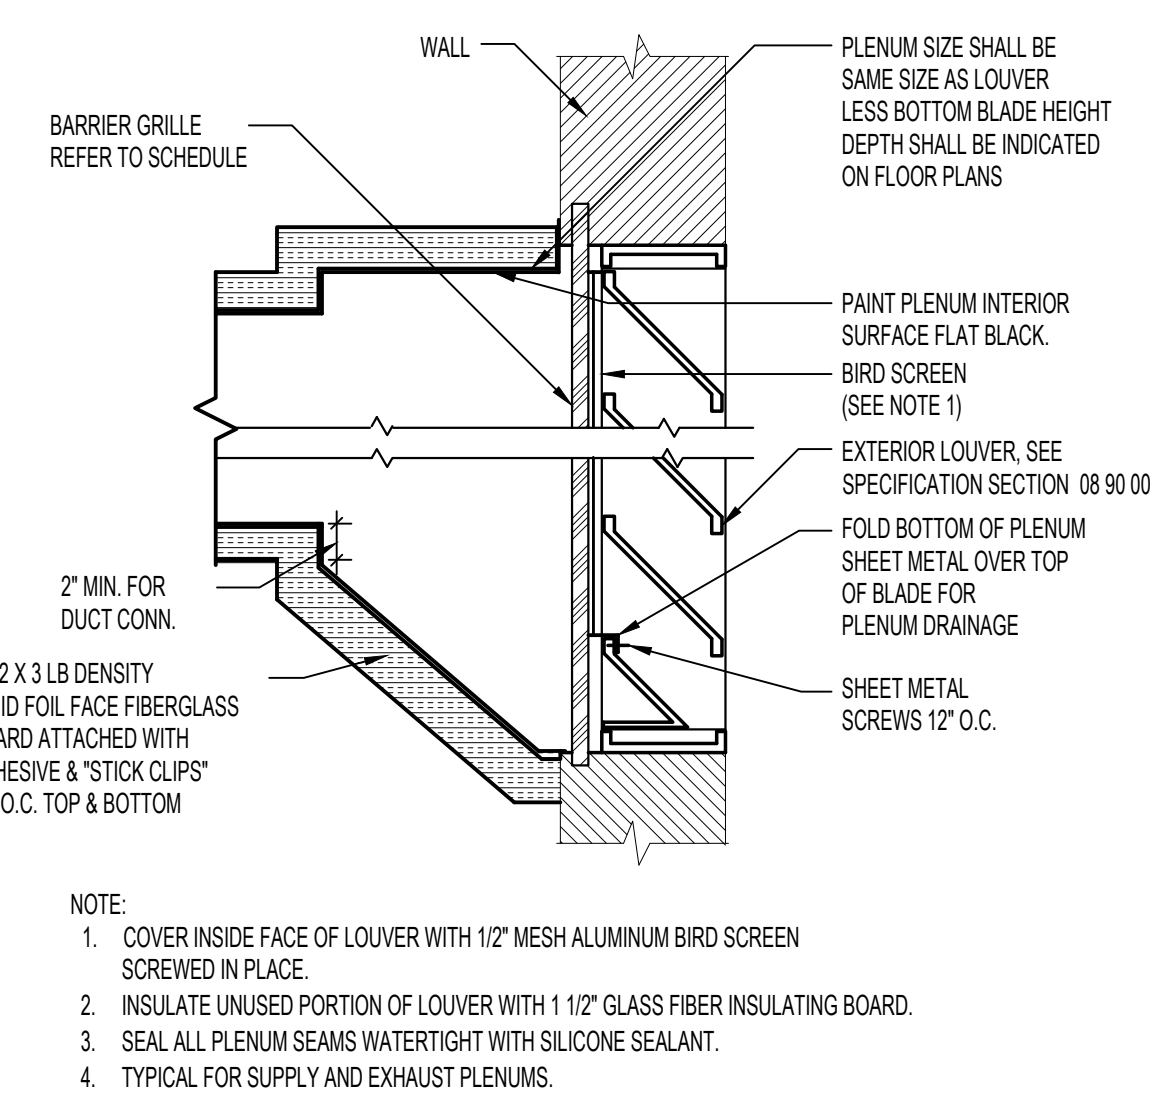 WALL
BARRIER GRILLE
REFER TO SCHEDULE
PLENUM SIZE SHALL BE
SAME SIZE AS LOUVER
LESS BOTTOM BLADE HEIGHT
DEPTH SHALL BE INDICATED
ON FLOOR PLANS
PAINT PLENUM INTERIOR
SURFACE FLAT BLACK.
BIRD SCREEN
(SEE NOTE 1)
EXTERIOR LOUVER, SEE
SPECIFICATION SECTION 08 90 00
FOLD BOTTOM OF PLENUM
SHEET METAL OVER TOP
OF BLADE FOR
PLENUM DRAINAGE
SHEET METAL
SCREWS 12" O.C.
2" MIN. FOR
DUCT CONN.
2 X 3 LB DENSITY
ID FOIL FACE FIBERGLASS
ARD ATTACHED WITH
HESIVE & "STICK CLIPS"
O.C. TOP & BOTTOM
NOTE:
1. COVER INSIDE FACE OF LOUVER WITH 1/2" MESH ALUMINUM BIRD SCREEN
SCREWED IN PLACE.
2. INSULATE UNUSED PORTION OF LOUVER WITH 1 1/2" GLASS FIBER INSULATING BOARD.
3. SEAL ALL PLENUM SEAMS WATERTIGHT WITH SILICONE SEALANT.
4. TYPICAL FOR SUPPLY AND EXHAUST PLENUMS.